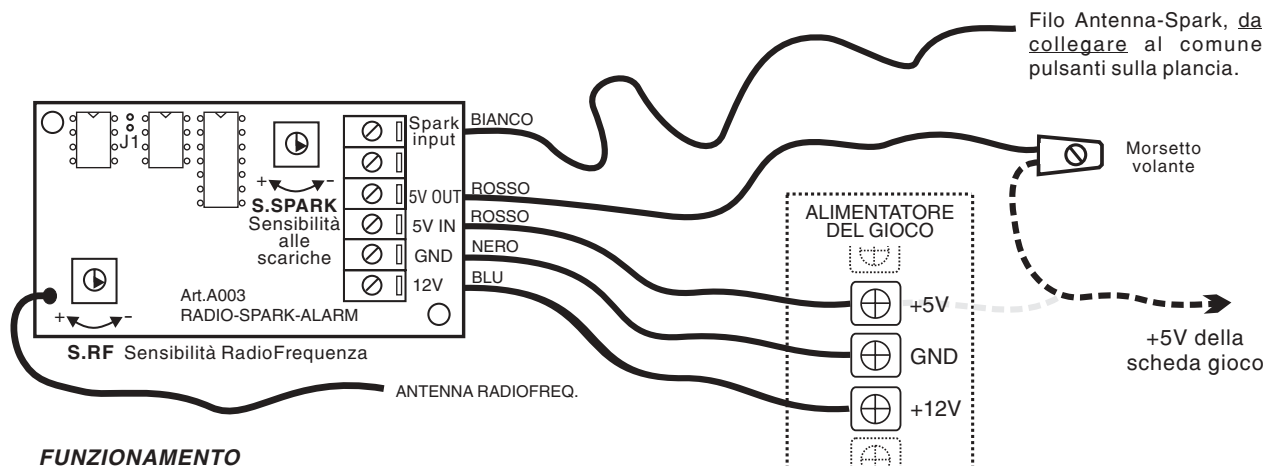 Filo Antenna-Spark, da
collegare al comune
pulsanti sulla plancia.
BIANCO
Spark
input
J1
Morsetto
volante
+ -
S.SPARK
Sensibilità
alle
scariche
5V OUT
ROSSO
5V IN
ROSSO
GND
NERO
12V
BLU
ALIMENTATORE
DEL GIOCO
+5V
GND
+12V
+5V della
scheda gioco
Art.A003
RADIO-SPARK-ALARM
+ -
S.RF Sensibilità RadioFrequenza
ANTENNA RADIOFREQ.
FUNZIONAMENTO